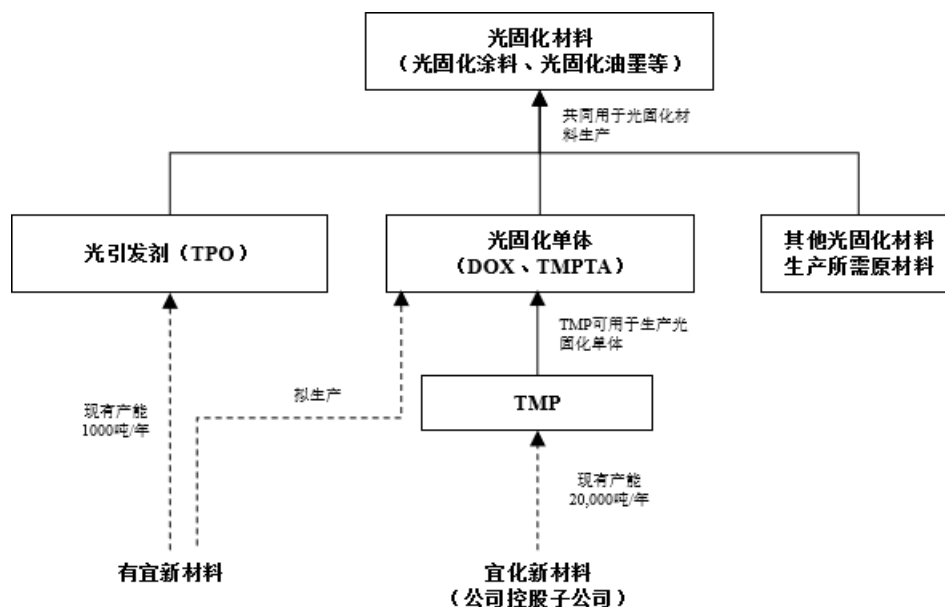 光固化材料
（光固化涂料、光固化油墨等）
共同用于光固化材
料生产
光引发剂（TPO）
光固化单体
（DOX、TMPTA）
其他光固化材料
生产所需原材料
TMP可用于生产光
固化单体
拟生产
TMP
现有产能
1000吨/年
现有产能
20,000吨/年
有宜新材料
宜化新材料
（公司控股子公司）